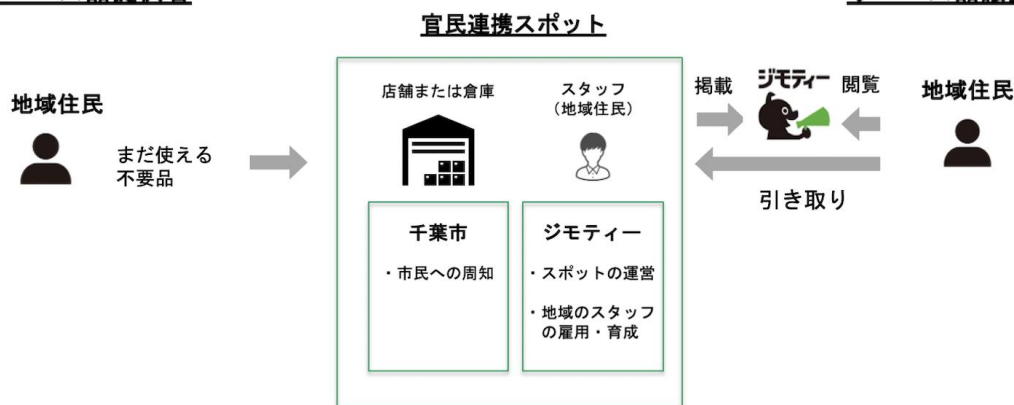 官民連携スポット
地域住民
まだ使える
不要品
店舗または倉庫
スタッフ
(地域住民)
千葉市
・市民への周知
ジモティー
・スポットの運営
・地域のスタッフ
の雇用・育成
掲載
ジモティー
閲覧
引き取り
地域住民